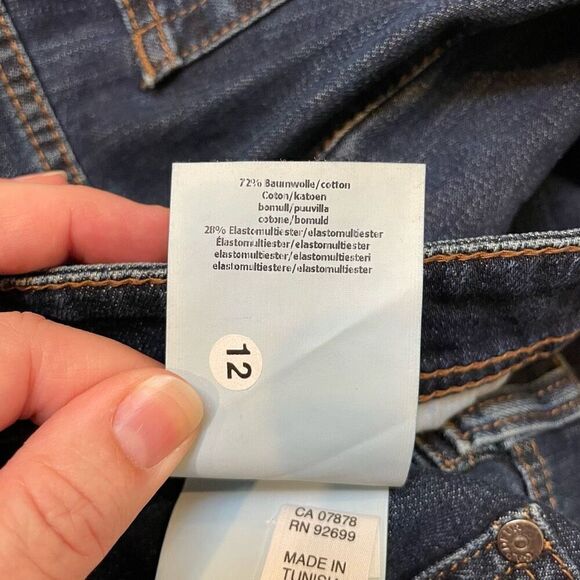 72% Baumwolle/cotton
Coton/katoen
bomull/puuvilla
cotone/bomuld
28% Elastomultiester/elastomultiester
Élastomultiester/elastomultiester
elastomultiester/elastomultiesteri
elastomultiestere/elastomultiester
12
CA 07878
RN 92699
MADE IN
TUNISI